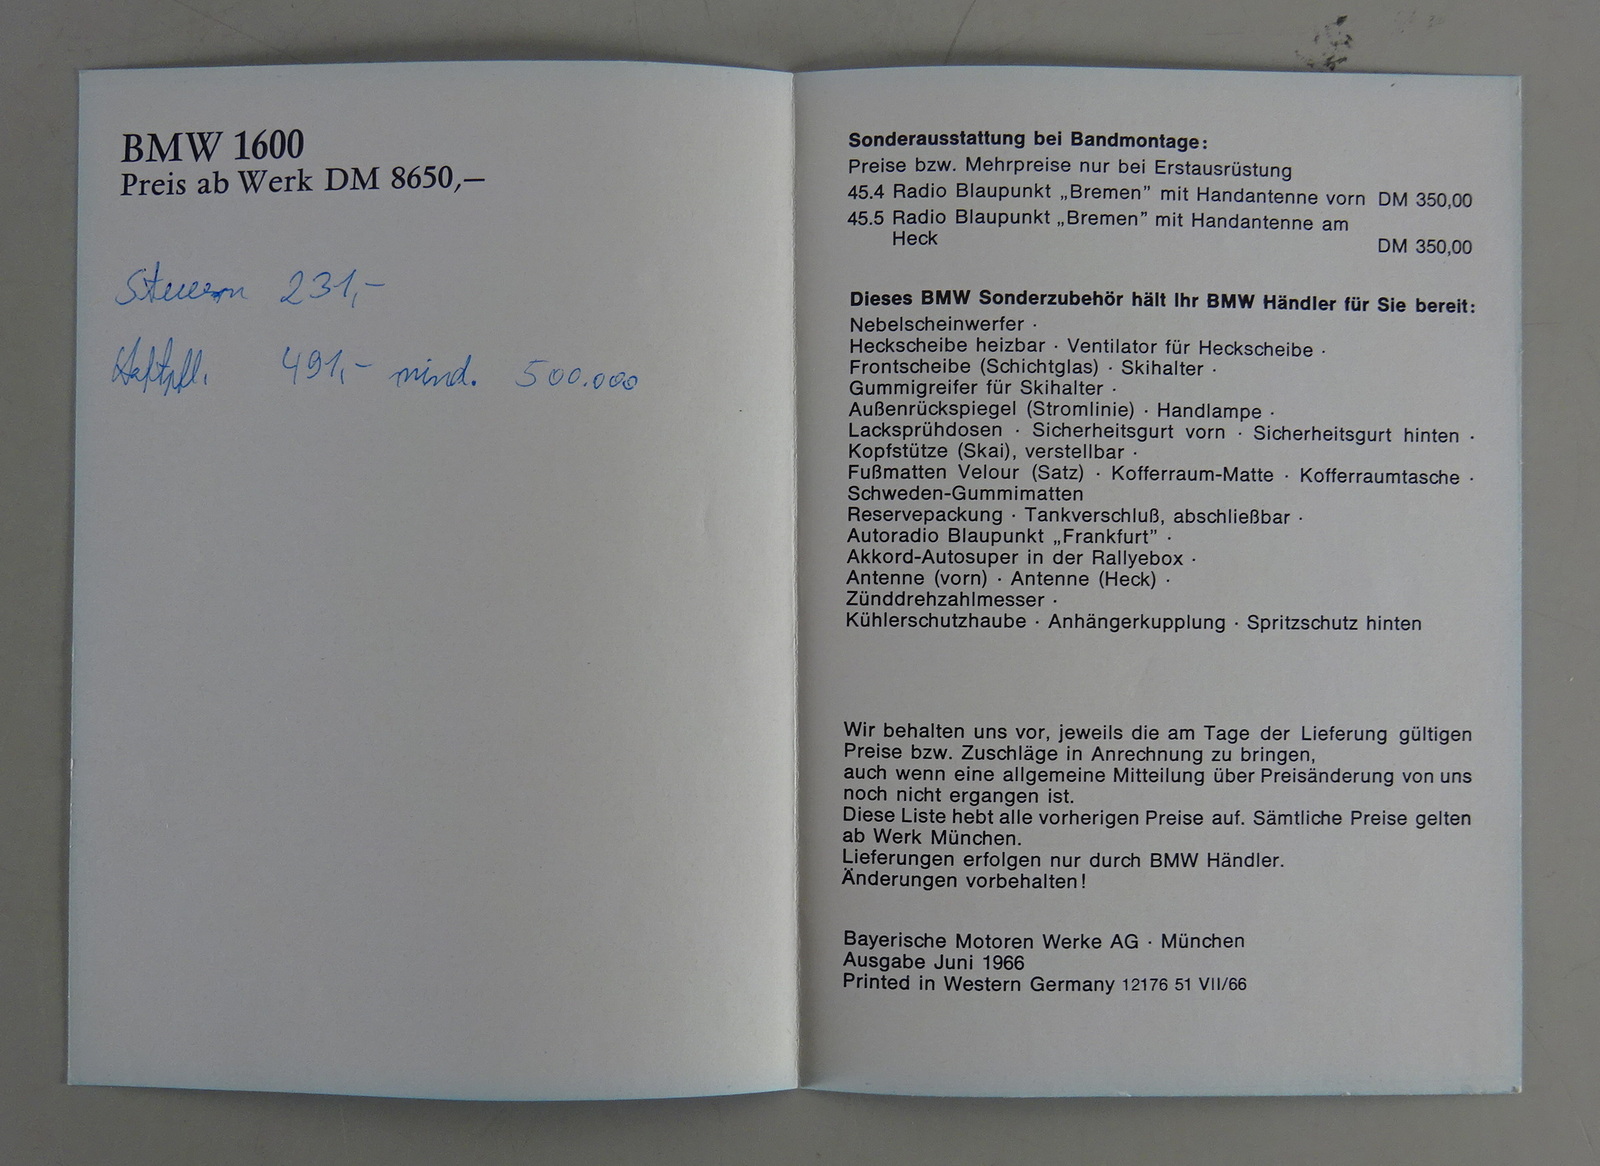 BMW 1600
Preis ab Werk DM 8650,—
Steuern 231,-
Haftpfl. 491,- mind. 500.000
Sonderausstattung bei Bandmontage:
Preise bzw. Mehrpreise nur bei Erstausrüstung
45.4 Radio Blaupunkt „Bremen” mit Handantenne vorn DM 350,00
45.5 Radio Blaupunkt „Bremen” mit Handantenne am
Heck DM 350,00
Dieses BMW Sonderzubehör hält Ihr BMW Händler für Sie bereit:
Nebelscheinwerfer ·
Heckscheibe heizbar · Ventilator für Heckscheibe ·
Frontscheibe (Schichtglas) · Skihalter ·
Gummigreifer für Skihalter ·
Außenrückspiegel (Stromlinie) · Handlampe ·
Lacksprühdosen · Sicherheitsgurt vorn · Sicherheitsgurt hinten ·
Kopfstütze (Skai), verstellbar ·
Fußmatten Velour (Satz) · Kofferraum-Matte · Kofferraumtasche ·
Schweden-Gummimatten
Reservepackung · Tankverschluß, abschließbar ·
Autoradio Blaupunkt „Frankfurt” ·
Akkord-Autosuper in der Rallyebox ·
Antenne (vorn) · Antenne (Heck) ·
Zünddrehzahlmesser ·
Kühlerschutzhaube · Anhängerkupplung · Spritzschutz hinten
Wir behalten uns vor, jeweils die am Tage der Lieferung gültigen
Preise bzw. Zuschläge in Anrechnung zu bringen,
auch wenn eine allgemeine Mitteilung über Preisänderung von uns
noch nicht ergangen ist.
Diese Liste hebt alle vorherigen Preise auf. Sämtliche Preise gelten
ab Werk München.
Lieferungen erfolgen nur durch BMW Händler.
Änderungen vorbehalten!
Bayerische Motoren Werke AG · München
Ausgabe Juni 1966
Printed in Western Germany 12176 51 VII/66